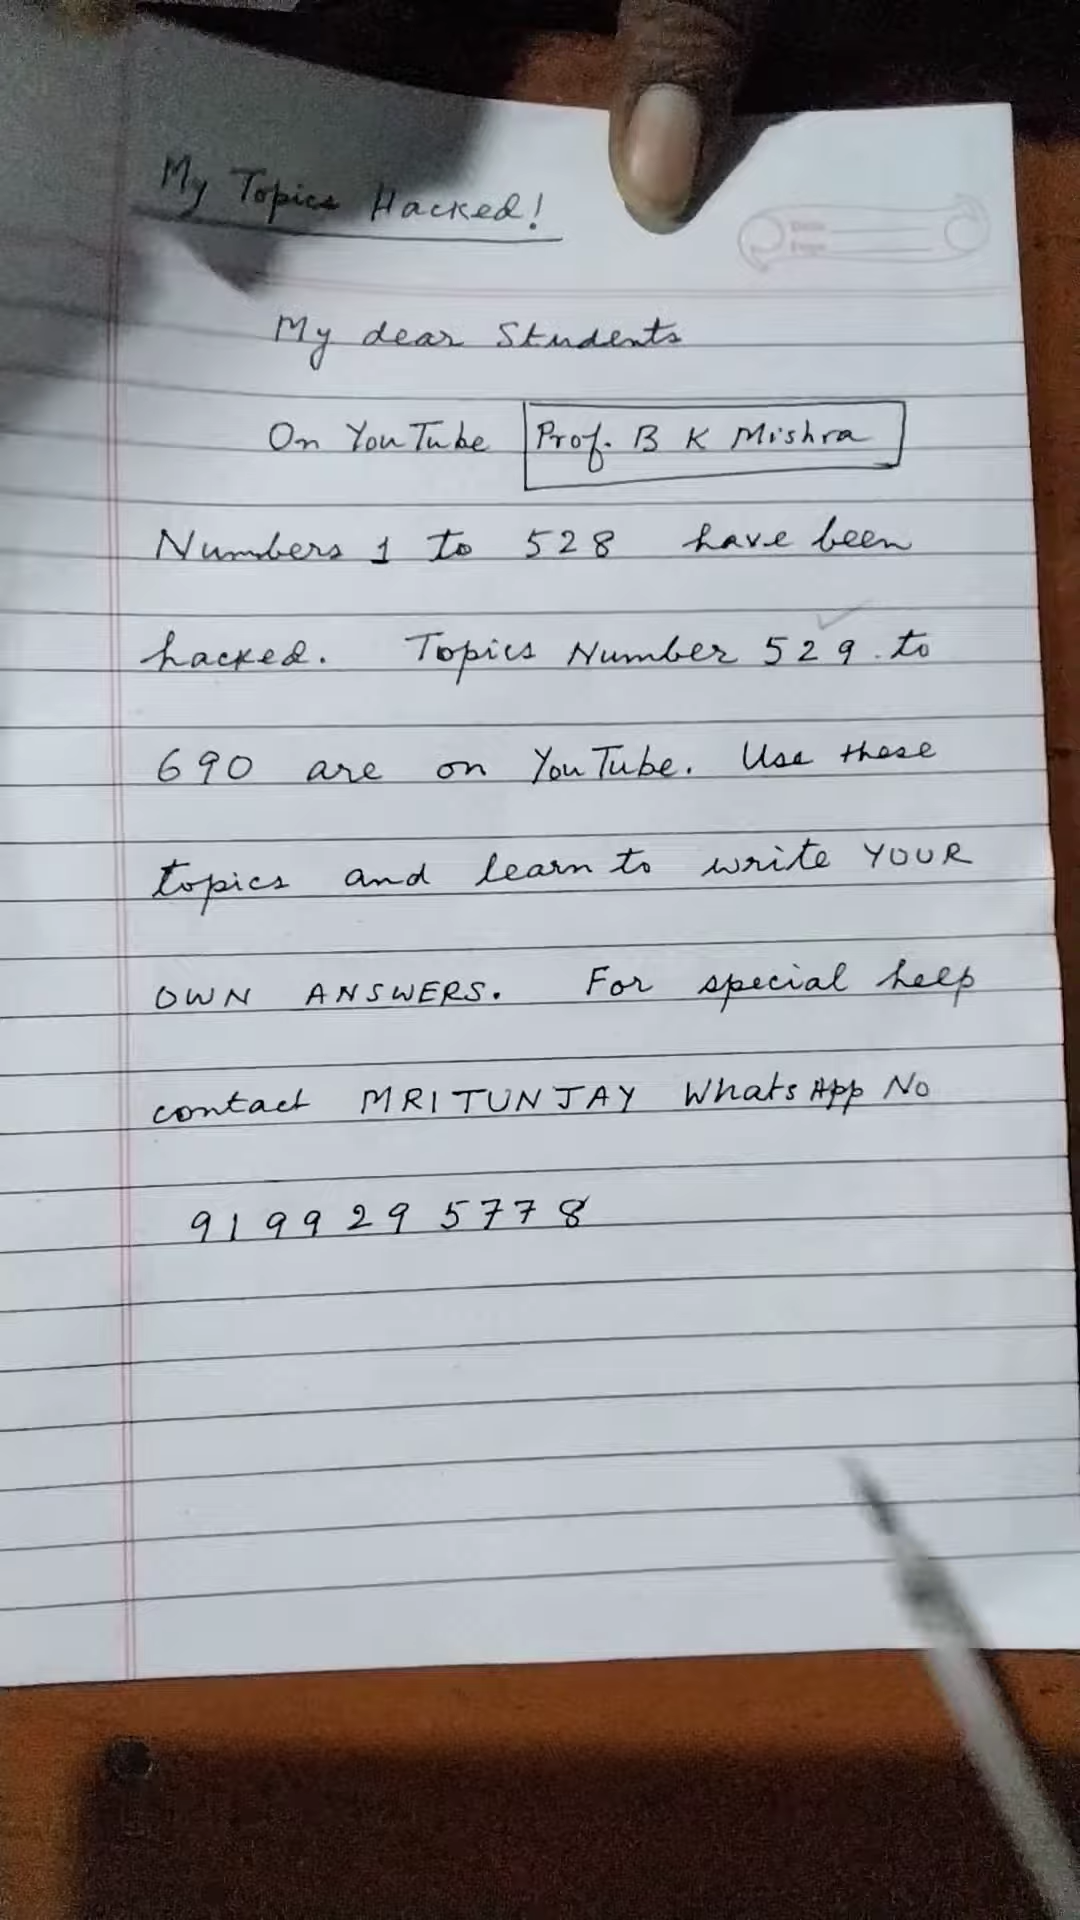 My Topics Hacked!
My dear Students
On YouTube Prof. B K Mishra
Numbers 1 to 528 have been
hacked. Topics Number 529 to
690 are on YouTube. Use these
topics and learn to write YOUR
OWN ANSWERS. For special help
contact MRITUNJAY WhatsApp No
9199295778